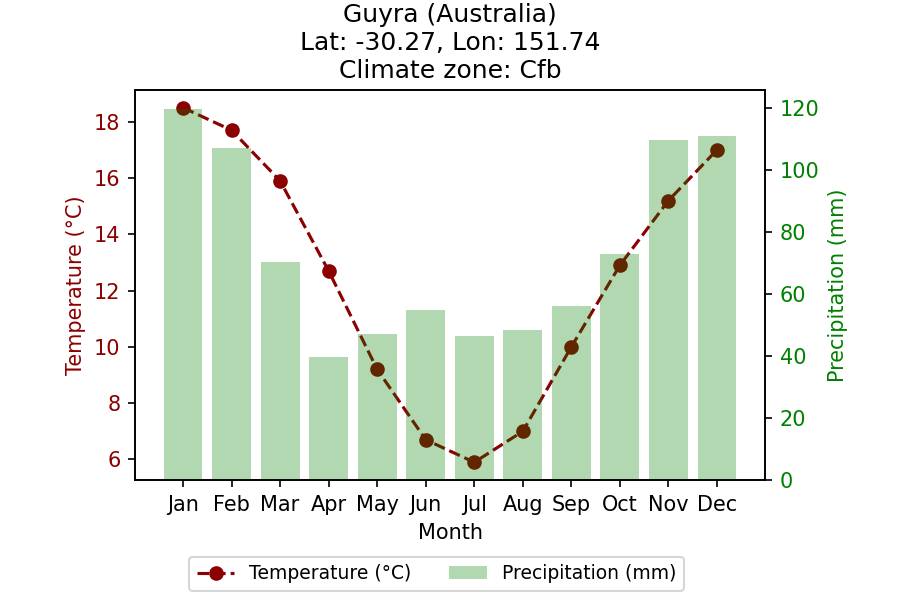 Guyra (Australia)
Lat: -30.27, Lon: 151.74
Climate zone: Cfb
18
16
14
12
10
8
6
Temperature (°C)
120
100
80
60
40
20
0
Precipitation (mm)
Jan Feb Mar Apr May Jun Jul Aug Sep Oct Nov Dec
Month
Temperature (°C) Precipitation (mm)